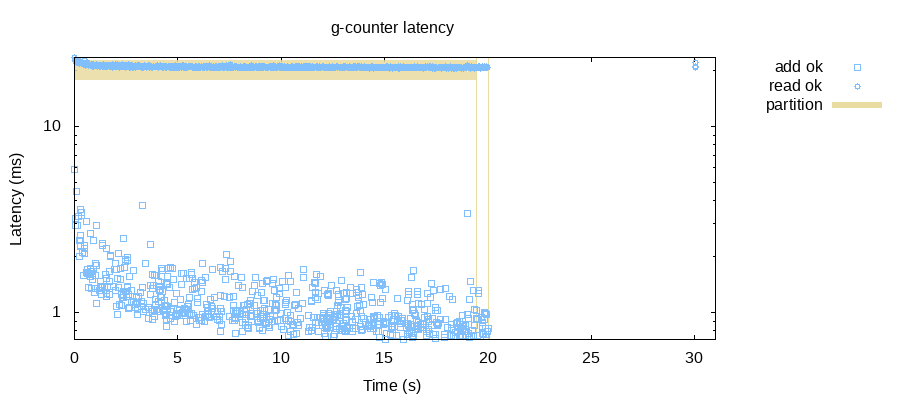 g-counter latency
add ok
read ok
partition
10
1
Latency (ms)
0 5 10 15 20 25 30
Time (s)